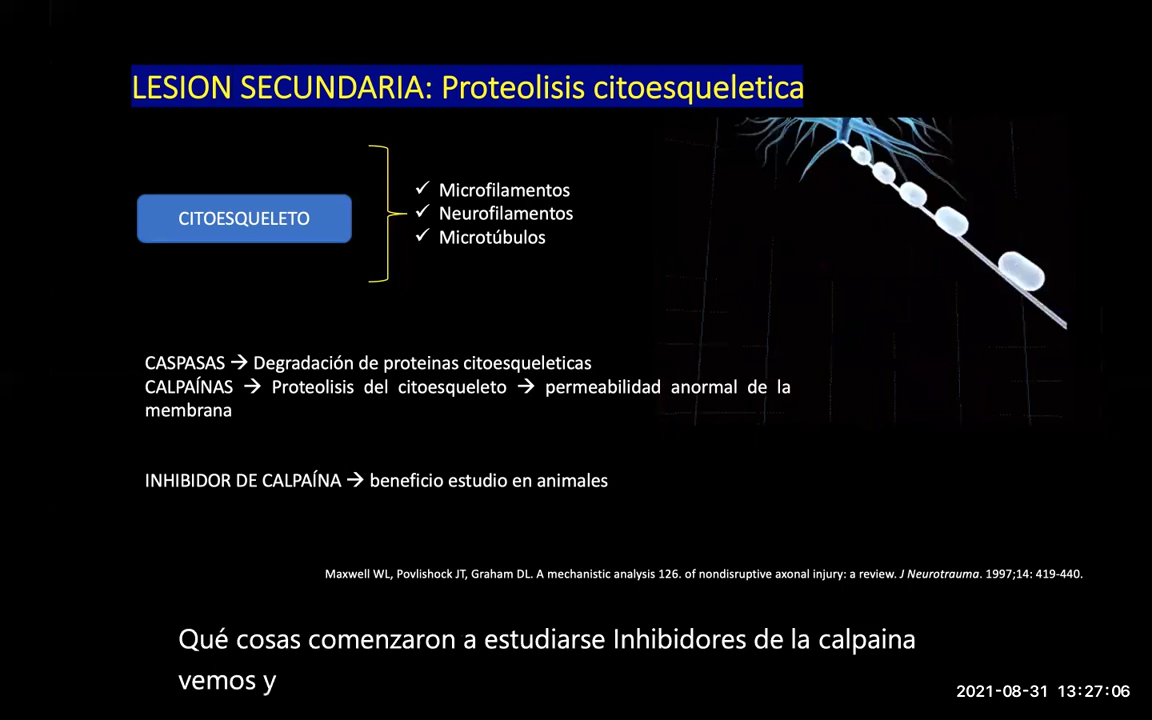 LESION SECUNDARIA: Proteolisis citoesqueletica
CITOESQUELETO
✓ Microfilamentos
✓ Neurofilamentos
✓ Microtúbulos
CASPASAS → Degradación de proteinas citoesqueleticas
CALPAÍNAS → Proteolisis del citoesqueleto → permeabilidad anormal de la
membrana
INHIBIDOR DE CALPAÍNA → beneficio estudio en animales
Maxwell WL, Povlishock JT, Graham DL. A mechanistic analysis 126. of nondisruptive axonal injury: a review. J Neurotrauma. 1997;14: 419-440.
Qué cosas comenzaron a estudiarse Inhibidores de la calpaina
vemos y
2021-08-31 13:27:06